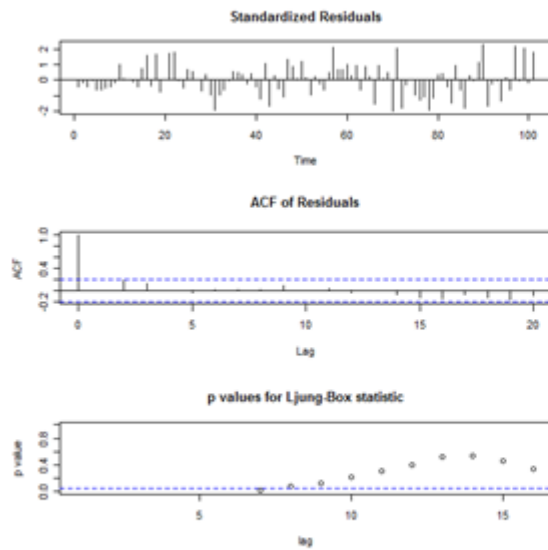 Standardized Residuals
-2 0 1 2
0 20 40 60 80 100
Time
ACF of Residuals
ACF
-0.2 0.4 1.0
0 5 10 15 20
Lag
p values for Ljung-Box statistic
p value
0.0 0.4 0.8
5 10 15
lag